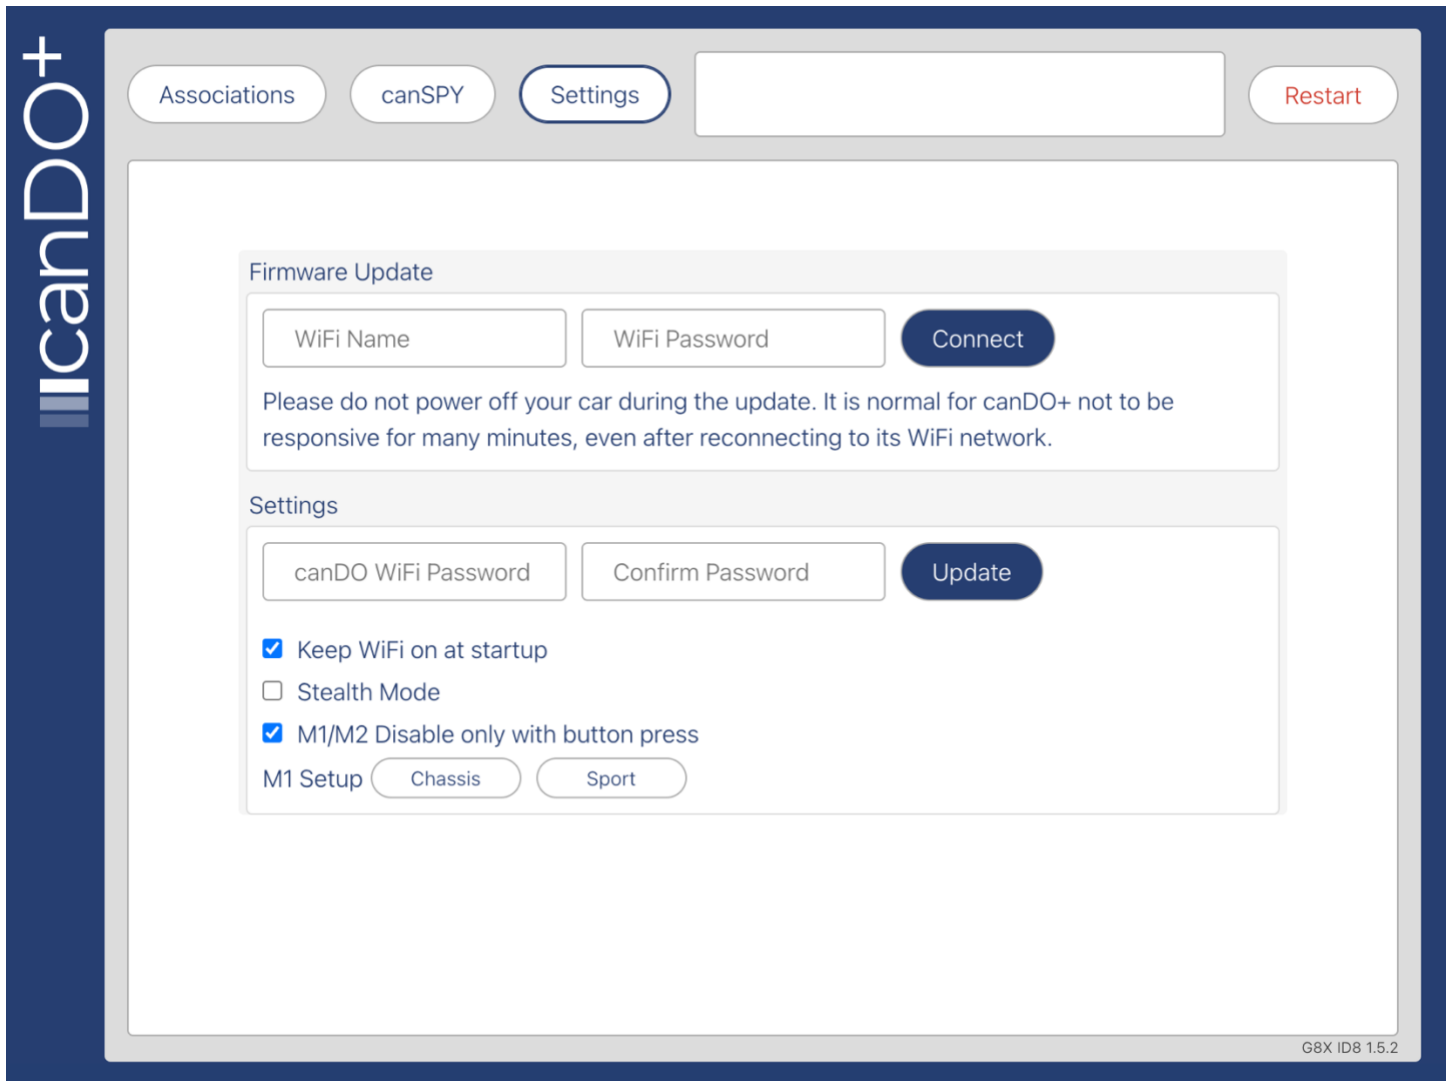 canDO+
Associations
canSPY
Settings
Restart
Firmware Update
WiFi Name
WiFi Password
Connect
Please do not power off your car during the update. It is normal for canDO+ not to be
responsive for many minutes, even after reconnecting to its WiFi network.
Settings
canDO WiFi Password
Confirm Password
Update
Keep WiFi on at startup
Stealth Mode
M1/M2 Disable only with button press
M1 Setup
Chassis
Sport
G8X ID8 1.5.2